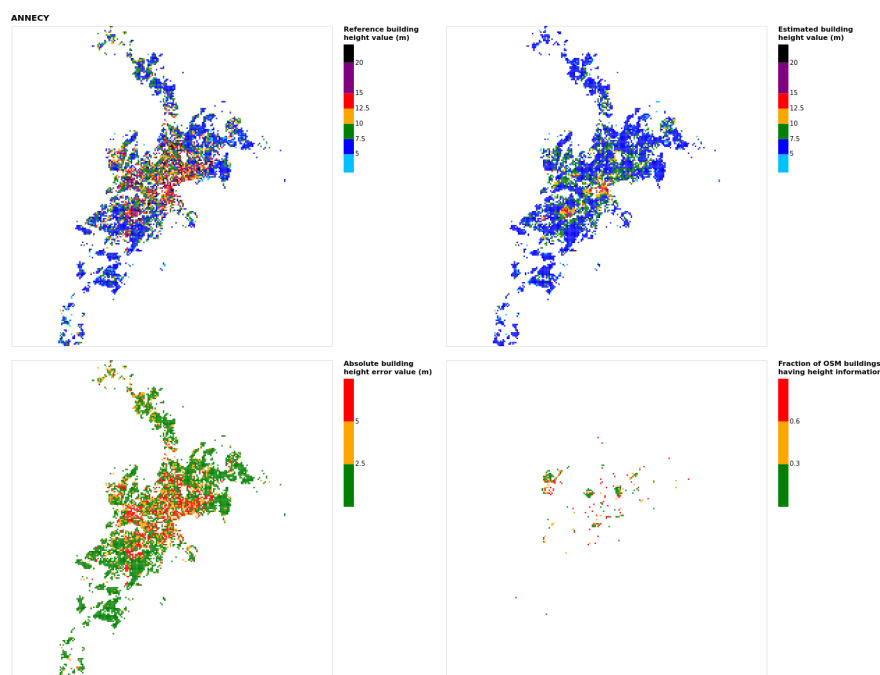 ANNECY
Reference building
height value (m)
20
15
12.5
10
7.5
5
Estimated building
height value (m)
20
15
12.5
10
7.5
5
Absolute building
height error value (m)
5
2.5
Fraction of OSM buildings
having height information
0.6
0.3